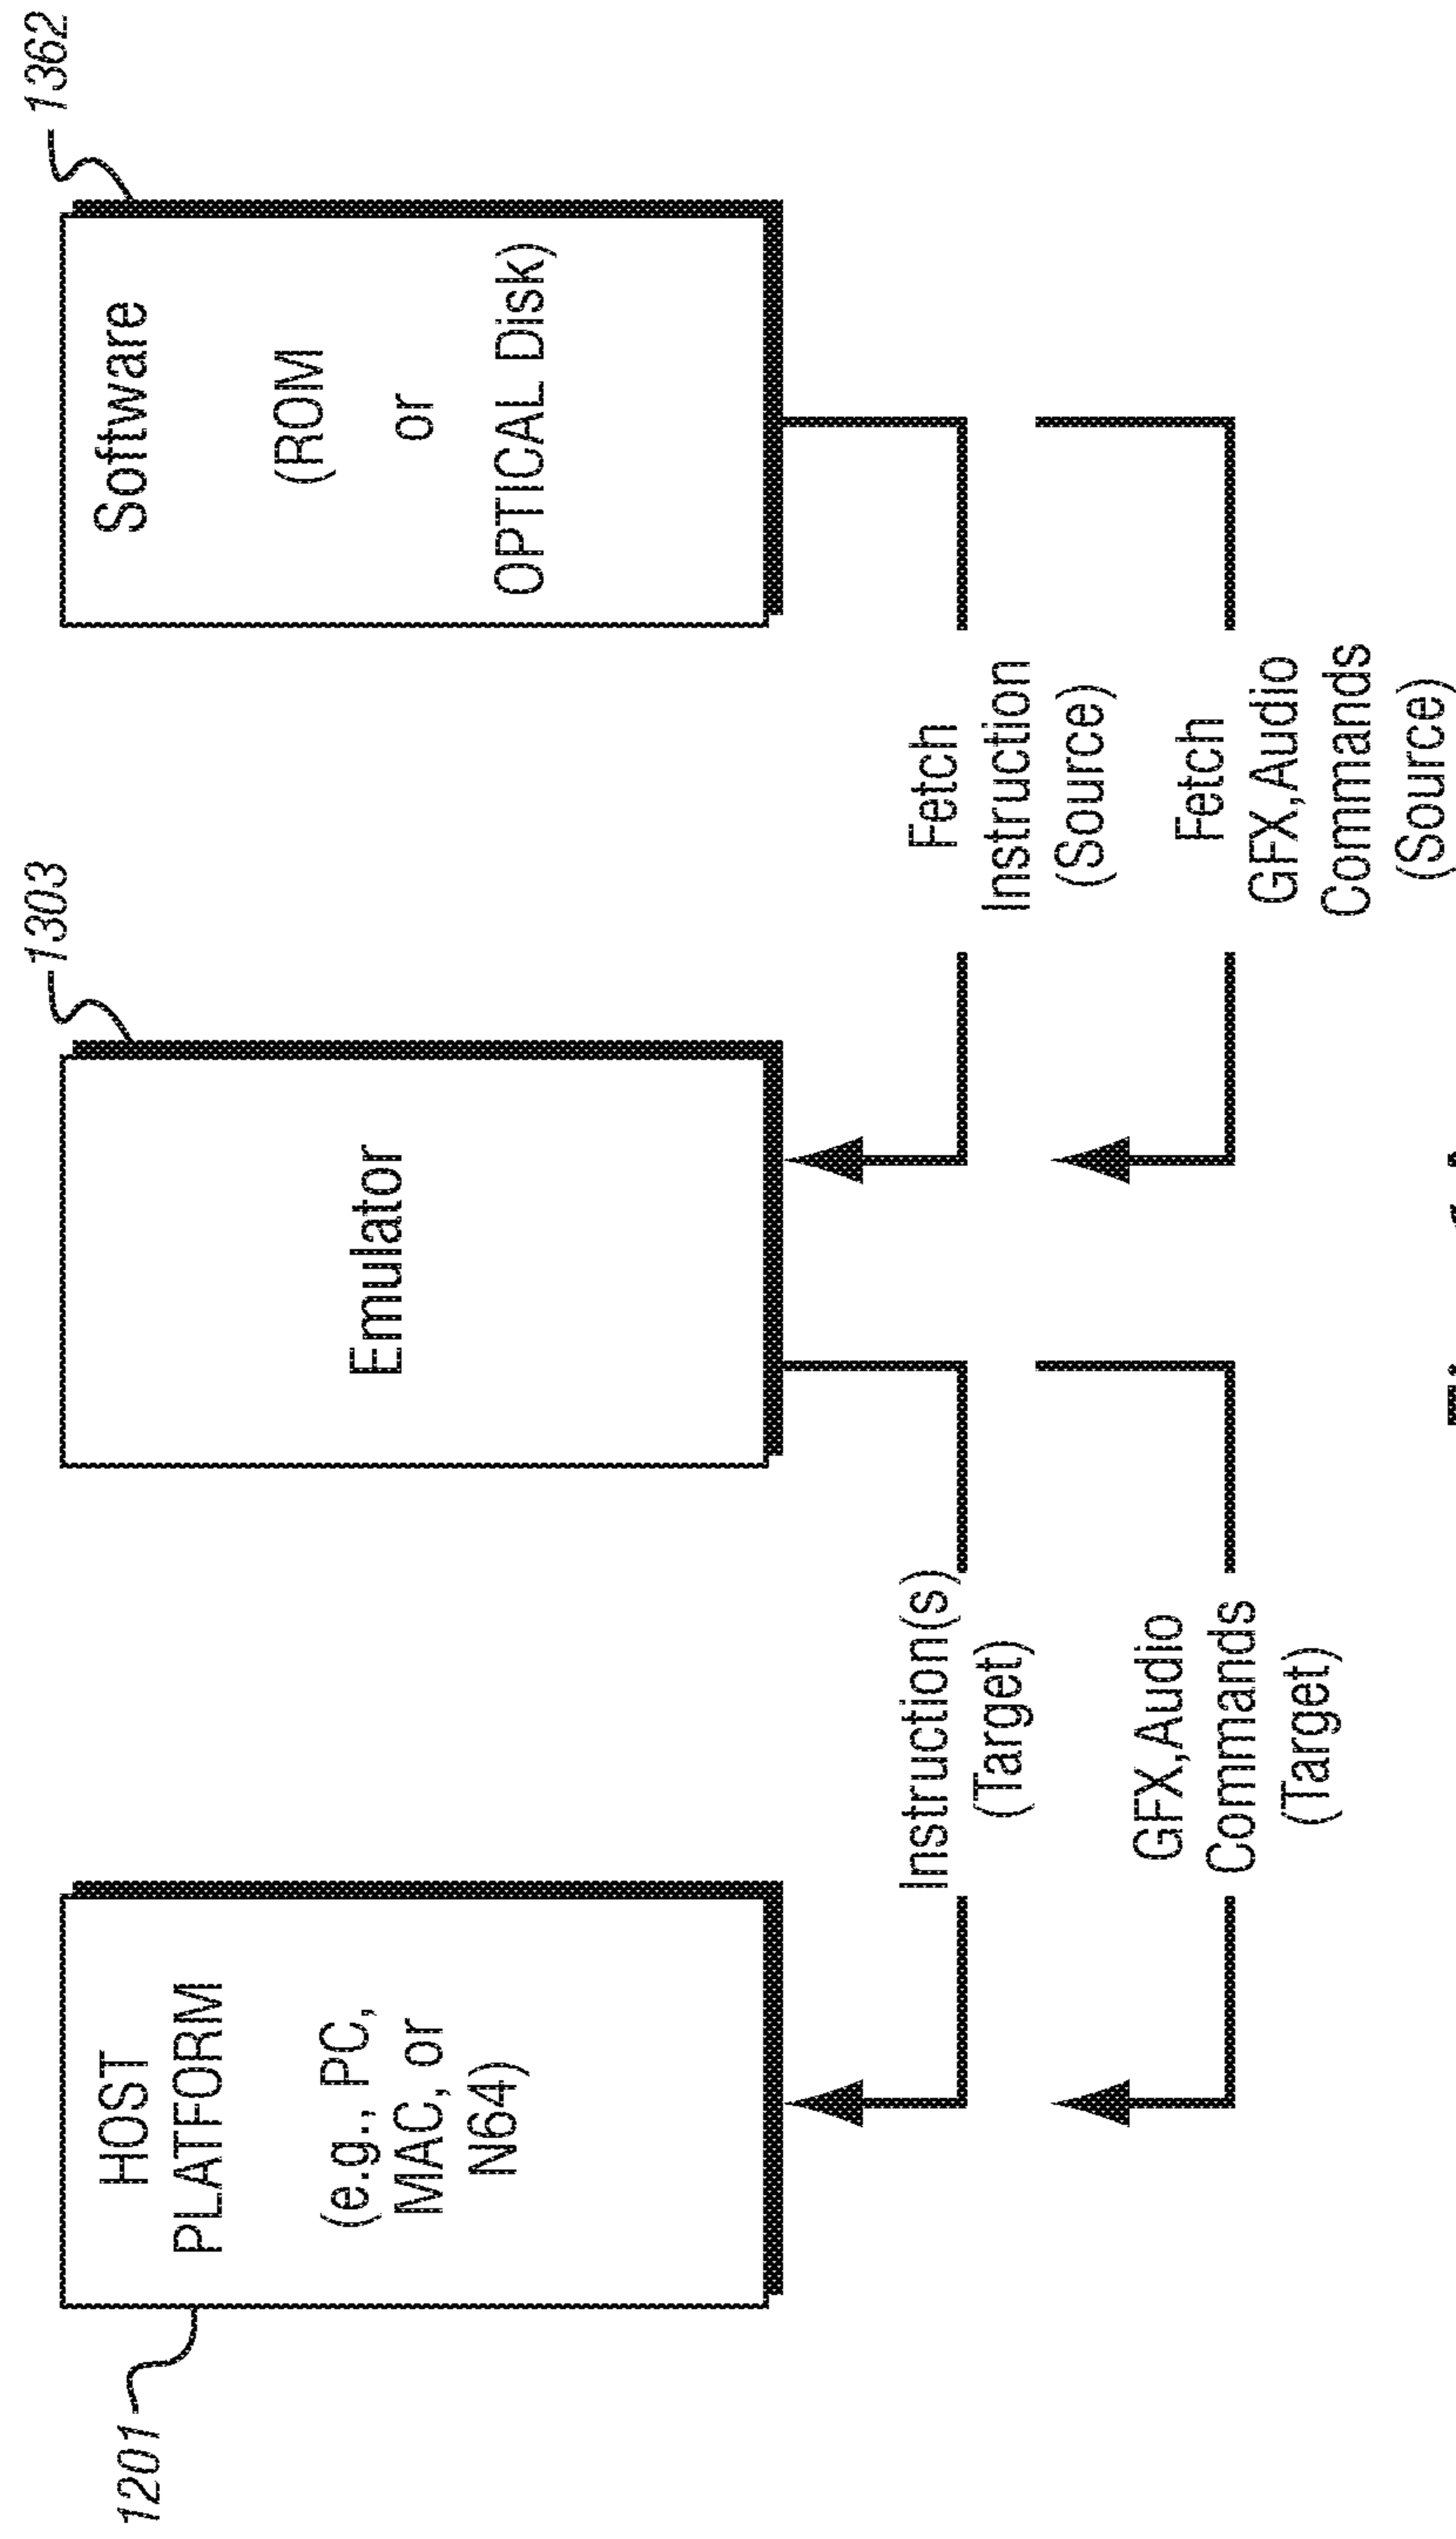 1201
HOST
PLATFORM
(e.g., PC,
MAC, or
N64)
1303
Emulator
1362
Software
(ROM
or
OPTICAL Disk)
Instruction(s)
(Target)
GFX,Audio
Commands
(Target)
Fetch
Instruction
(Source)
Fetch
GFX,Audio
Commands
(Source)